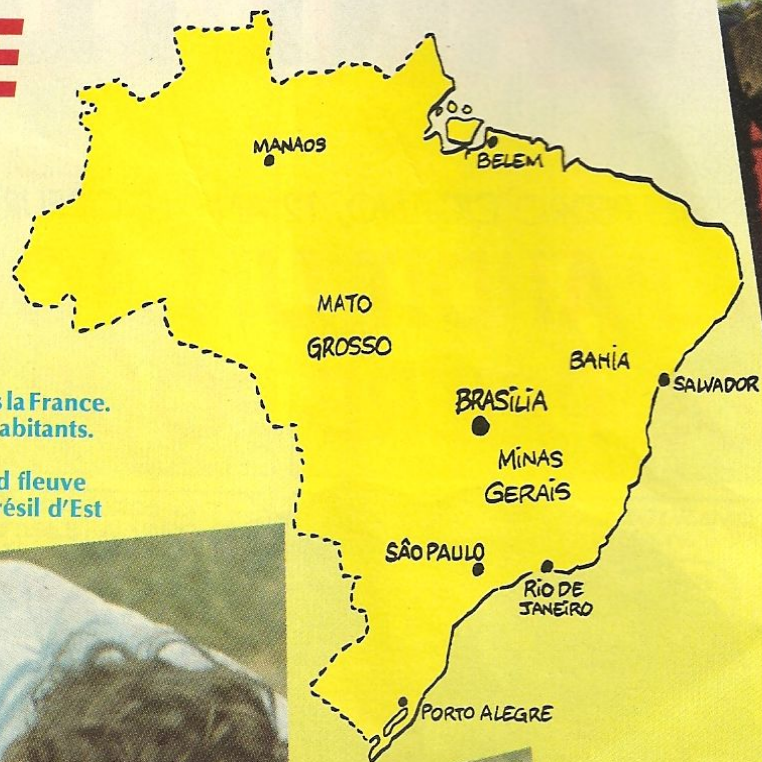 E
MANAOS
BELEM
MATO
GROSSO
BAHIA
SALVADOR
BRASILIA
MINAS
GERAIS
SÂO PAULO
RIO DE
JANEIRO
PORTO ALEGRE
la France.
abitants.
d fleuve
résil d'Est